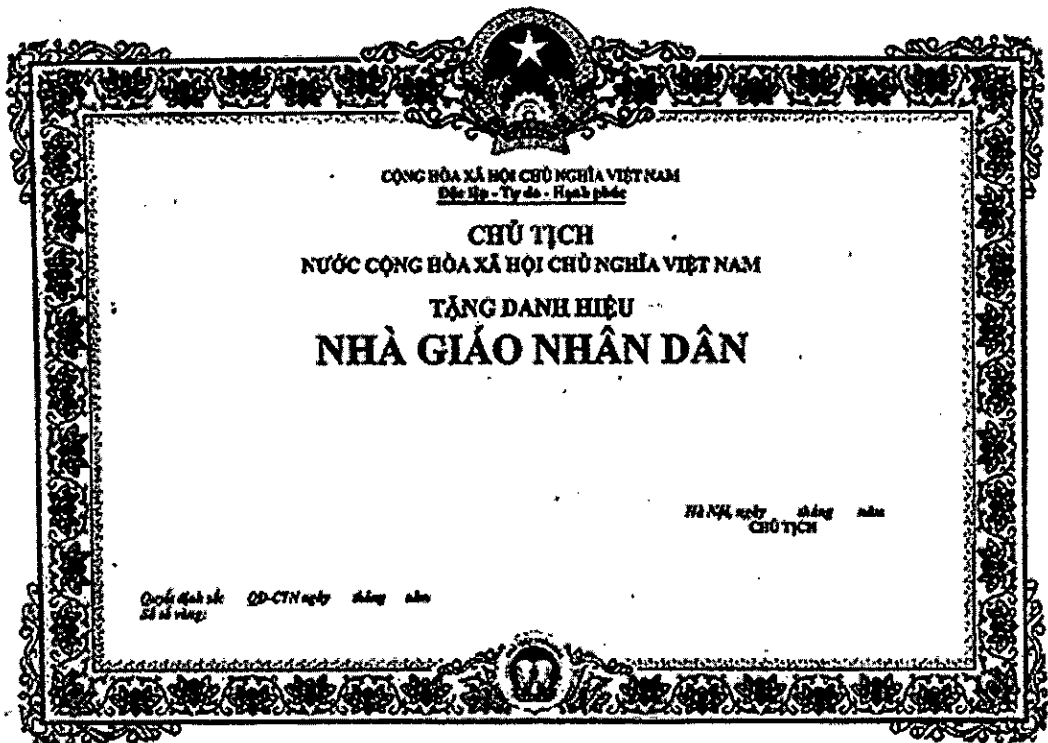 CỘNG HÒA XÃ HỘI CHỦ NGHĨA VIỆT NAM
Độc lập - Tự do - Hạnh phúc
CHỦ TỊCH
NƯỚC CỘNG HÒA XÃ HỘI CHỦ NGHĨA VIỆT NAM
TẶNG DANH HIỆU
NHÀ GIÁO NHÂN DÂN
Hà Nội, ngày tháng năm
CHỦ TỊCH
Quyết định số: QĐ-CTN ngày tháng năm
Số sổ vàng: